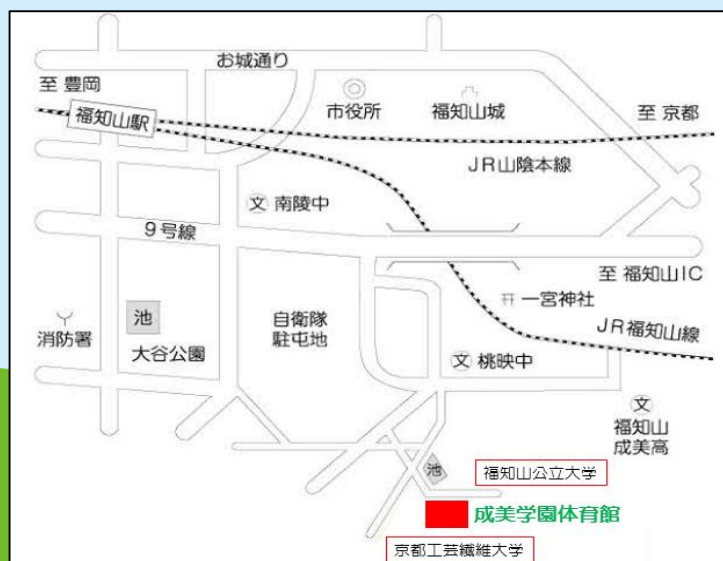 お城通り
至 豊岡
市役所
福知山城
至 京都
福知山駅
JR山陰本線
文 南陵中
9号線
至 福知山IC
一宮神社
池
自衛隊
駐屯地
消防署
大谷公園
JR福知山線
文 桃映中
文
福知山
成美高
池
福知山公立大学
成美学園体育館
京都工芸繊維大学